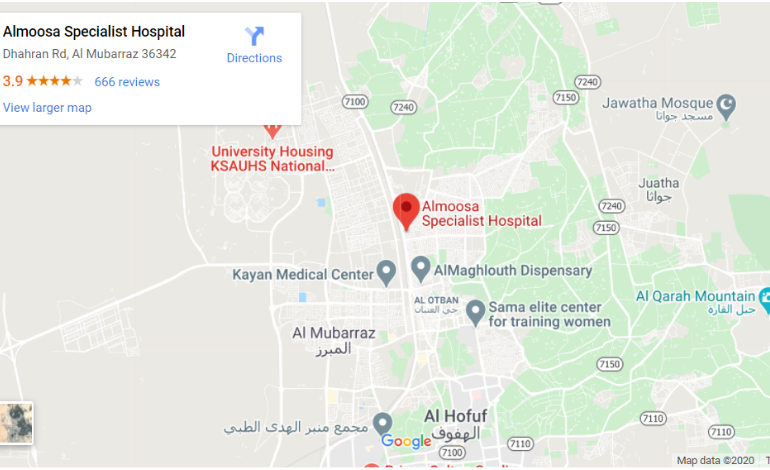 Almoosa Specialist Hospital
Dhahran Rd, Al Mubarraz 36342
3.9
666 reviews
View larger map
Directions
7100
7240
7240
7150
Jawatha Mosque
مسجد جواثا
University Housing
KSAUHS National...
Juatha
جواثا
Almoosa
Specialist Hospital
7240
7150
Kayan Medical Center
AlMaghlouth Dispensary
AL OTBAN
حي العتبان
Sama elite center
for training women
Al Qarah Mountain
جبل القارة
Al Mubarraz
المبرز
7150
مجمع منبر الهدى الطبي
Al Hofuf
الهفوف
Google
7100
7110
7110
7110
Map data ©2020